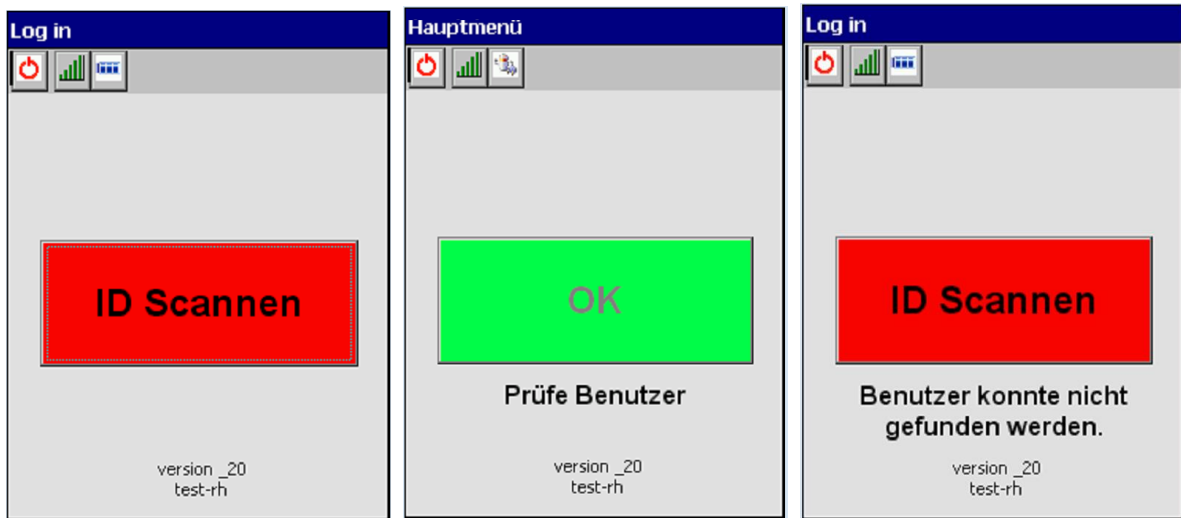 Log in
ID Scannen
version _20
test-rh
Hauptmenü
OK
Prüfe Benutzer
version _20
test-rh
Log in
ID Scannen
Benutzer konnte nicht
gefunden werden.
version _20
test-rh